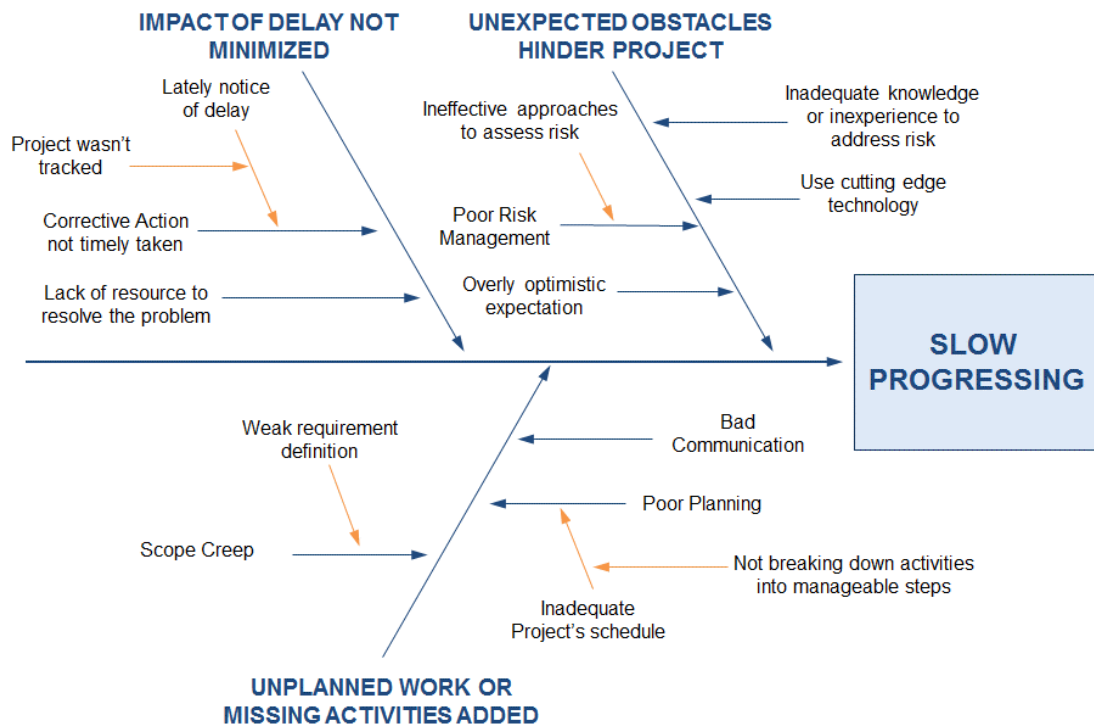 IMPACT OF DELAY NOT
MINIMIZED
UNEXPECTED OBSTACLES
HINDER PROJECT
Lately notice
of delay
Project wasn't
tracked
Corrective Action
not timely taken
Lack of resource to
resolve the problem
Ineffective approaches
to assess risk
Inadequate knowledge
or inexperience to
address risk
Use cutting edge
technology
Poor Risk
Management
Overly optimistic
expectation
SLOW
PROGRESSING
Weak requirement
definition
Bad
Communication
Poor Planning
Scope Creep
Not breaking down activities
into manageable steps
Inadequate
Project's schedule
UNPLANNED WORK OR
MISSING ACTIVITIES ADDED